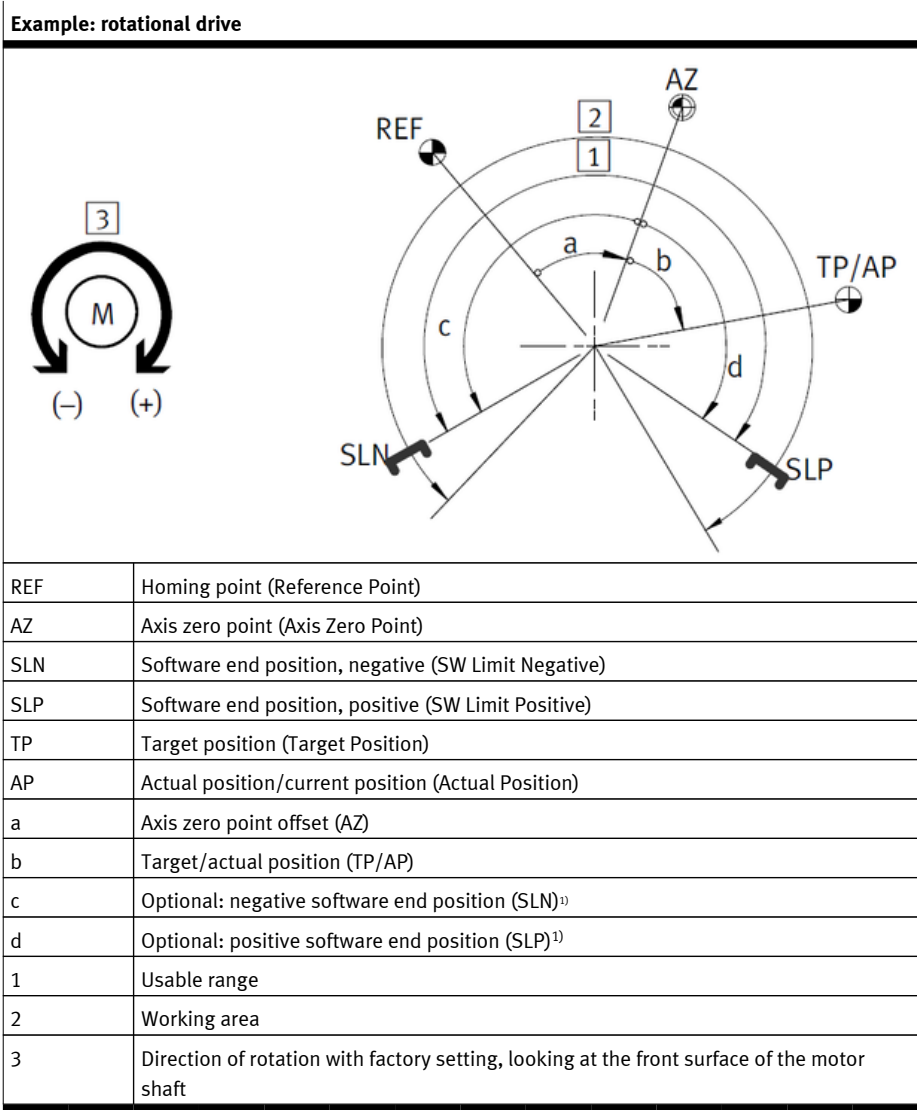 Example: rotational drive
AZ
2
REF
1
3
a
b
TP/AP
M
c
d
(–) (+)
SLN
SLP
REF Homing point (Reference Point)
AZ Axis zero point (Axis Zero Point)
SLN Software end position, negative (SW Limit Negative)
SLP Software end position, positive (SW Limit Positive)
TP Target position (Target Position)
AP Actual position/current position (Actual Position)
a Axis zero point offset (AZ)
b Target/actual position (TP/AP)
c Optional: negative software end position (SLN)1)
d Optional: positive software end position (SLP)1)
1 Usable range
2 Working area
3 Direction of rotation with factory setting, looking at the front surface of the motor
shaft